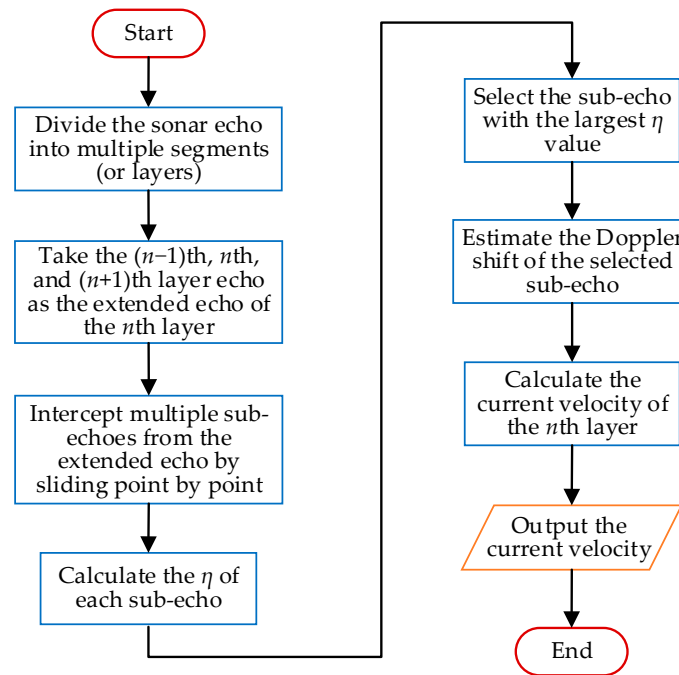 Start
Divide the sonar echo
into multiple segments
(or layers)
Take the (n−1)th, nth,
and (n+1)th layer echo
as the extended echo of
the nth layer
Intercept multiple sub-
echoes from the
extended echo by
sliding point by point
Calculate the η of
each sub-echo
Select the sub-echo
with the largest η
value
Estimate the Doppler
shift of the selected
sub-echo
Calculate the
current velocity of
the nth layer
Output the
current velocity
End